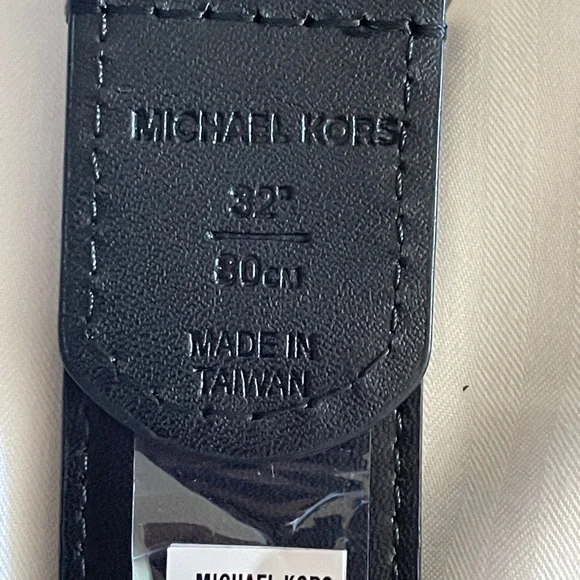 MICHAEL KORS
32"
80cm
MADE IN
TAIWAN
MICHAEL KORS